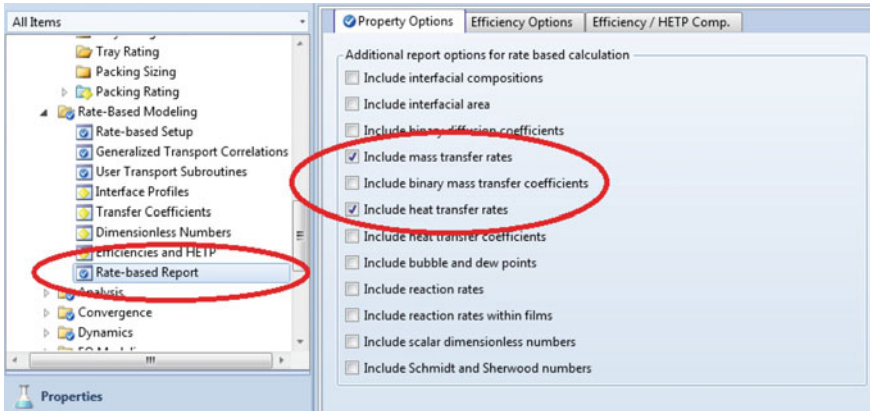 All Items
Tray Rating
Packing Sizing
Packing Rating
Rate-Based Modeling
Rate-based Setup
Generalized Transport Correlations
User Transport Subroutines
Interface Profiles
Transfer Coefficients
Dimensionless Numbers
Efficiencies and HETP
Rate-based Report
Analysis
Convergence
Dynamics
Properties
Property Options
Efficiency Options
Efficiency / HETP Comp.
Additional report options for rate based calculation
Include interfacial compositions
Include interfacial area
Include binary diffusion coefficients
Include mass transfer rates
Include binary mass transfer coefficients
Include heat transfer rates
Include heat transfer coefficients
Include bubble and dew points
Include reaction rates
Include reaction rates within films
Include scalar dimensionless numbers
Include Schmidt and Sherwood numbers